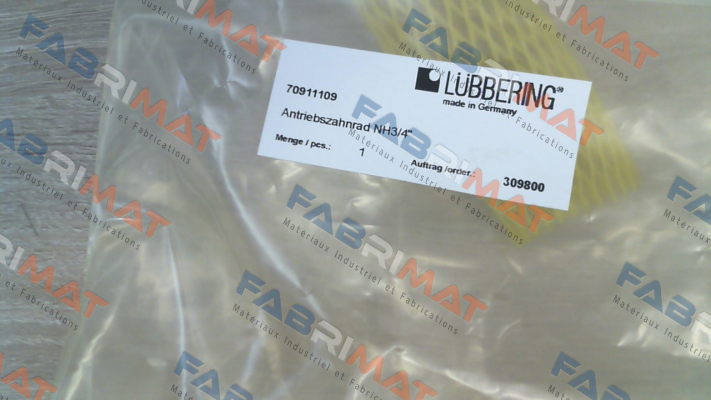 LÜBBERING®
made in Germany
70911109
Antriebszahnrad NH3/4"
Menge / pcs.: 1
Auftrag /order.: 309800
FABRIMAT
Materiaux Industriel et Fabrications